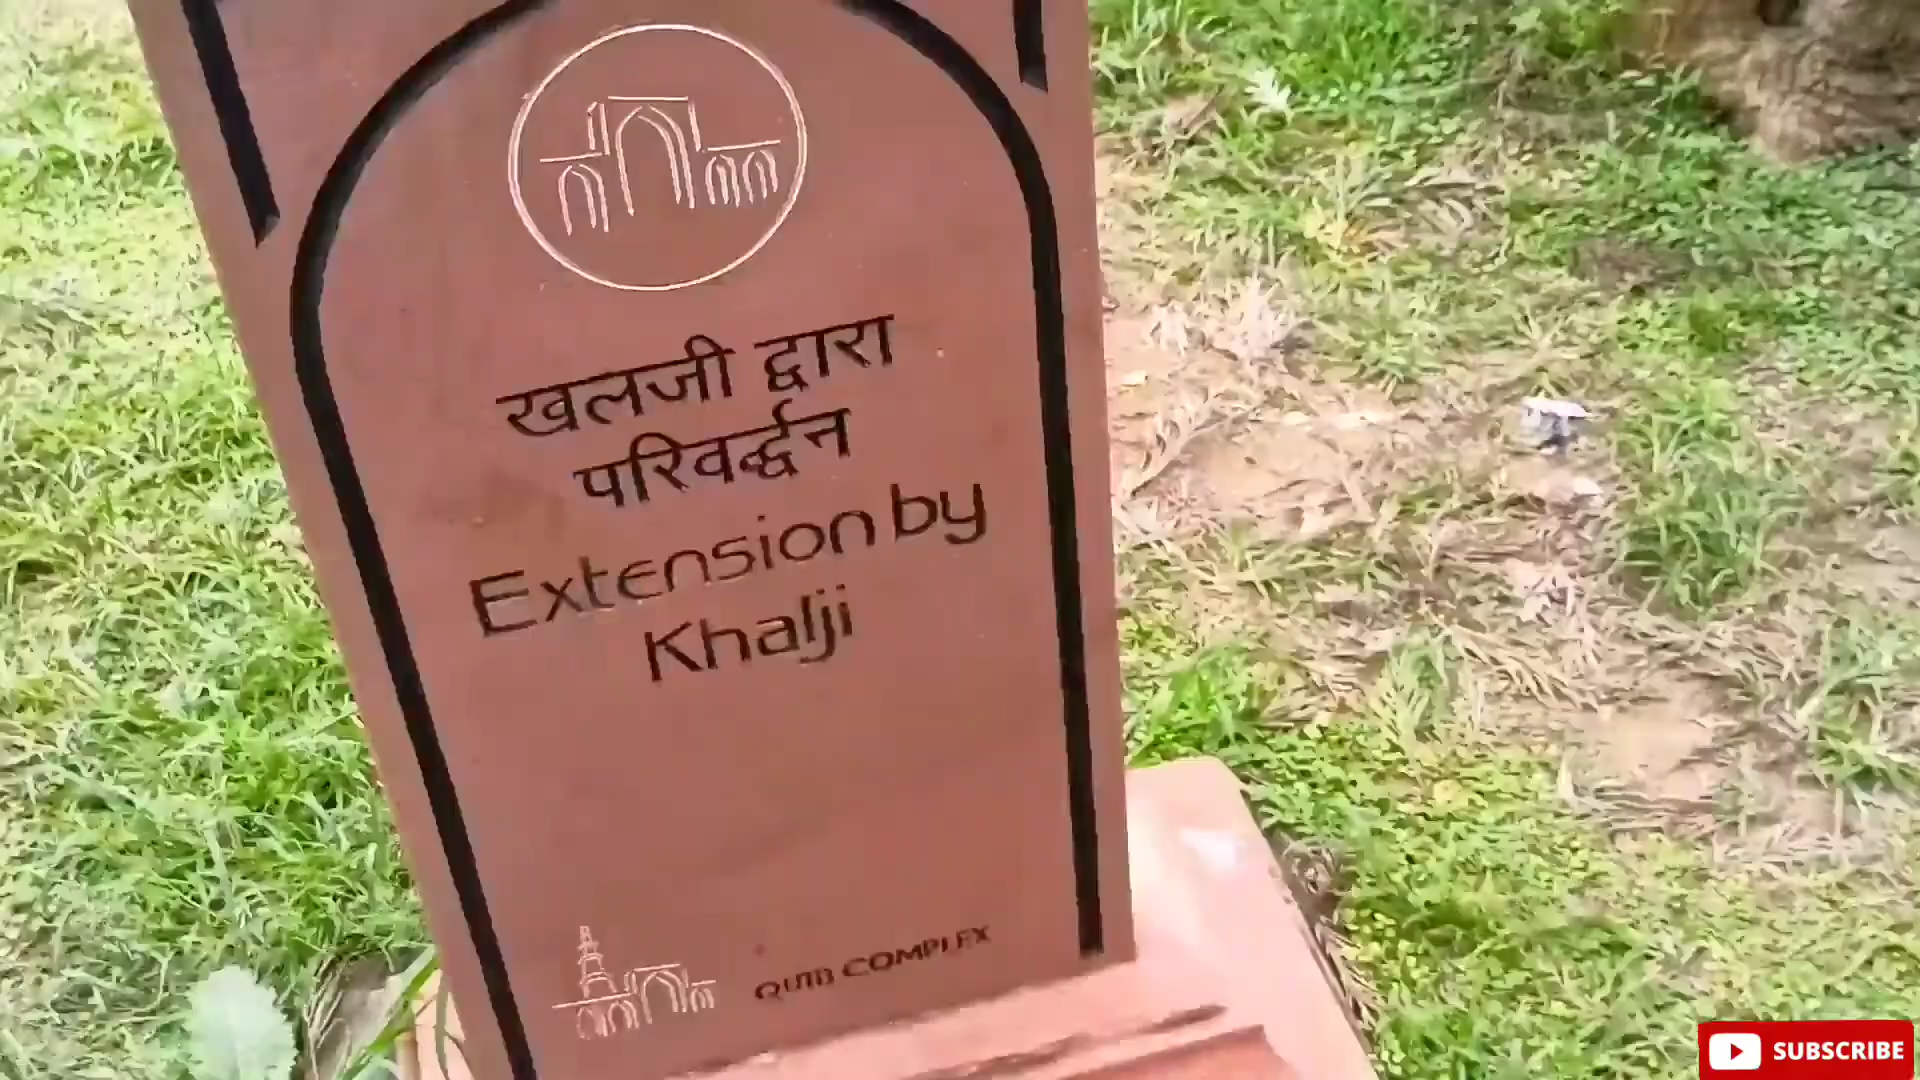 खलजी द्वारा
परिवर्द्धन
Extension by
Khalji
QUTB COMPLEX
SUBSCRIBE